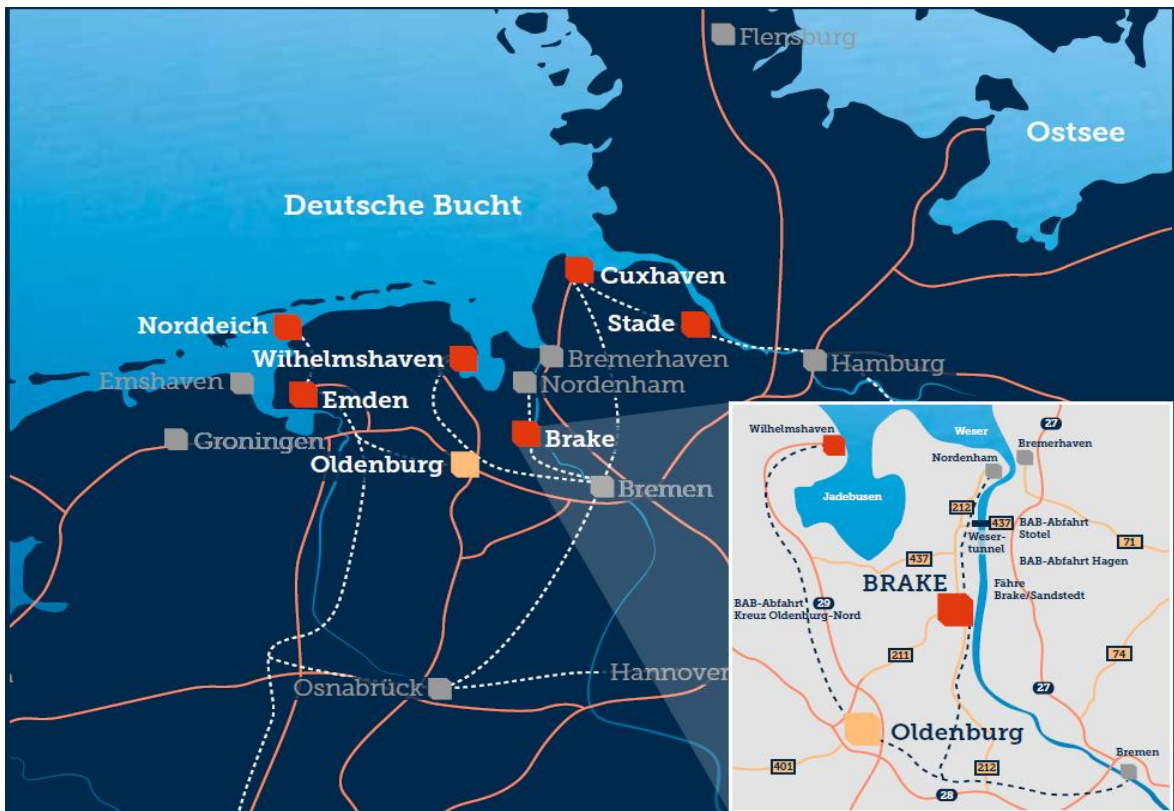 Flensburg
Ostsee
Deutsche Bucht
Cuxhaven
Norddeich
Stade
Wilhelmshaven
Bremerhaven
Hamburg
Emshaven
Nordenham
Emden
Groningen
Brake
Oldenburg
Bremen
Osnabrück
Hannover
Wilhelmshaven
Weser
27
Bremerhaven
Nordenham
Jadebusen
212
437
BAB-Abfahrt
Stotel
Weser-
tunnel
71
437
BAB-Abfahrt Hagen
BRAKE
Fähre
Brake/Sandstedt
BAB-Abfahrt
Kreuz Oldenburg-Nord
29
211
74
27
Oldenburg
Bremen
401
212
28